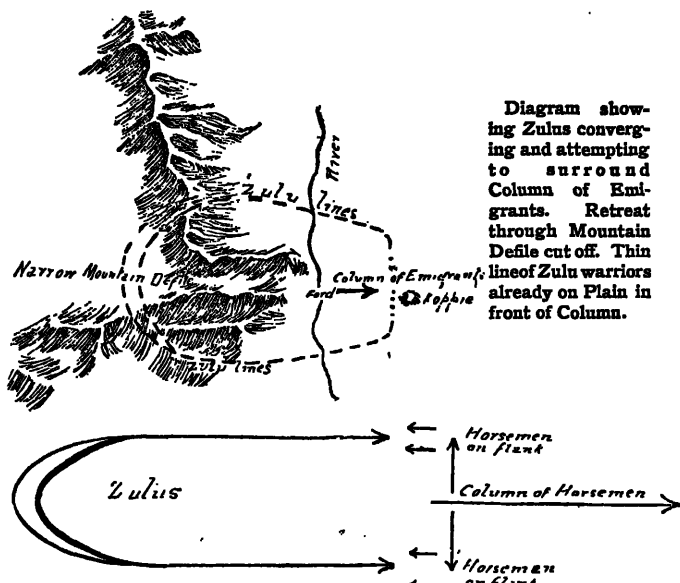 Diagram show-
ing Zulus converg-
ing and attempting
to surround
Column of Emi-
grants. Retreat
through Mountain
Defile cut off. Thin
line of Zulu warriors
already on Plain in
front of Column.
River
Zulu lines
Narrow Mountain Defile
Column of Emigrants
Ford
Koppie
Zulu lines
Horsemen
on flank
Zulus
Column of Horsemen
Horsemen
on flank